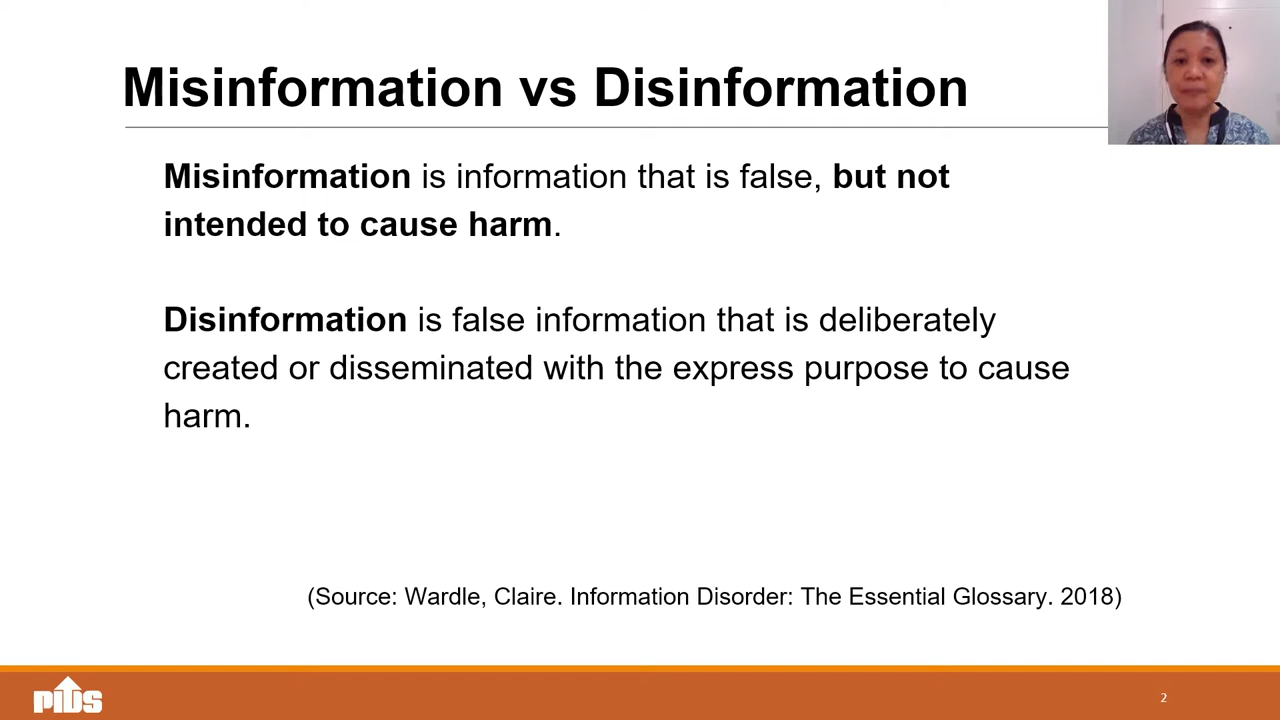 Misinformation vs Disinformation
Misinformation is information that is false, but not
intended to cause harm.
Disinformation is false information that is deliberately
created or disseminated with the express purpose to cause
harm.
(Source: Wardle, Claire. Information Disorder: The Essential Glossary. 2018)
PIDS
2